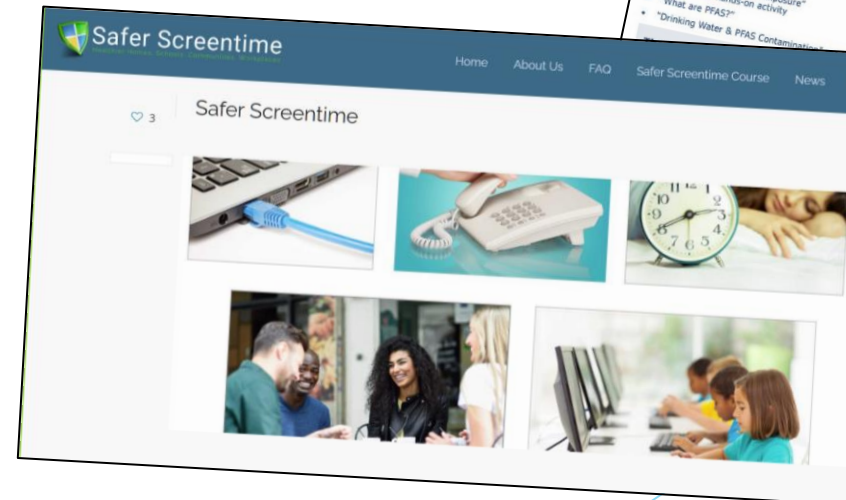 "What are PFAS?"
"Drinking Water & PFAS Contamination"
Safer Screentime
Home About Us FAQ Safer Screentime Course News
3
Safer Screentime